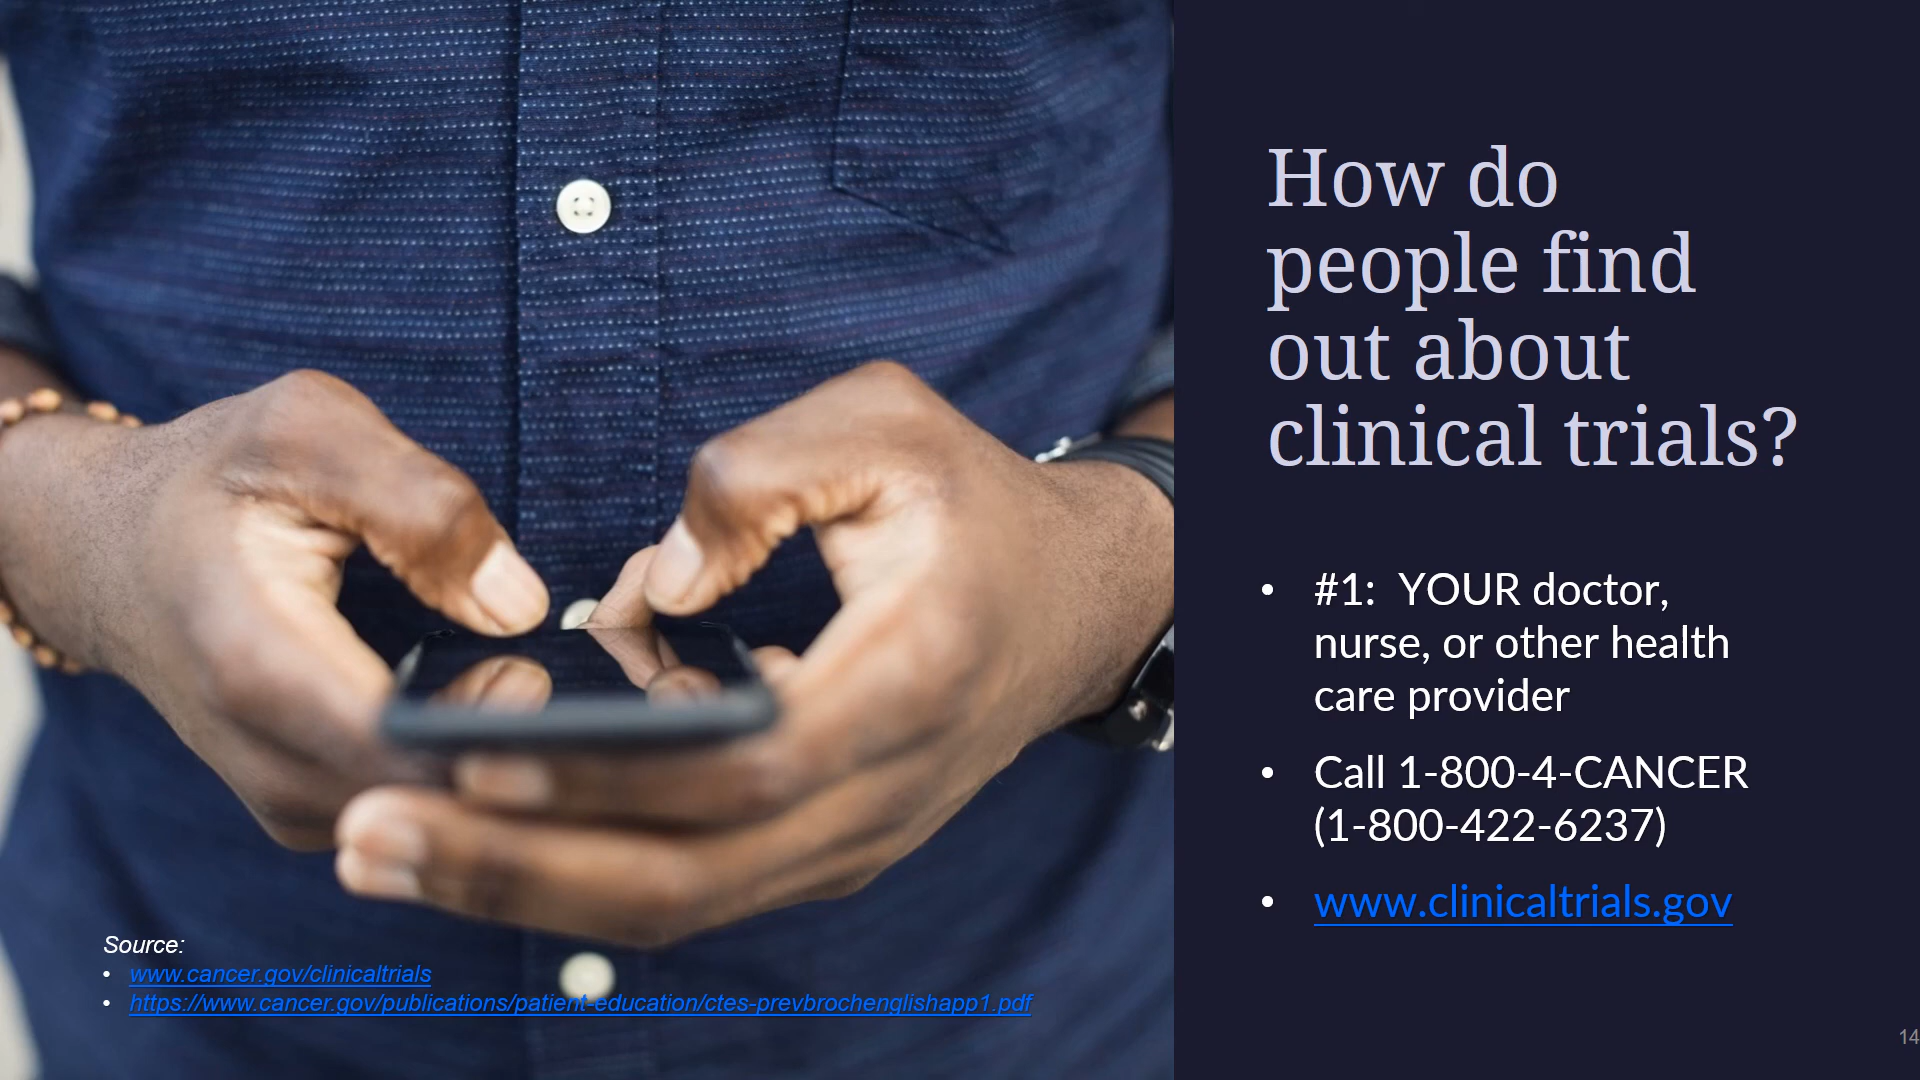 How do
people find
out about
clinical trials?
• #1:  YOUR doctor,
nurse, or other health
care provider
• Call 1-800-4-CANCER
(1-800-422-6237)
• www.clinicaltrials.gov
Source:
• www.cancer.gov/clinicaltrials
• https://www.cancer.gov/publications/patient-education/ctes-prevbrochenglishapp1.pdf
14